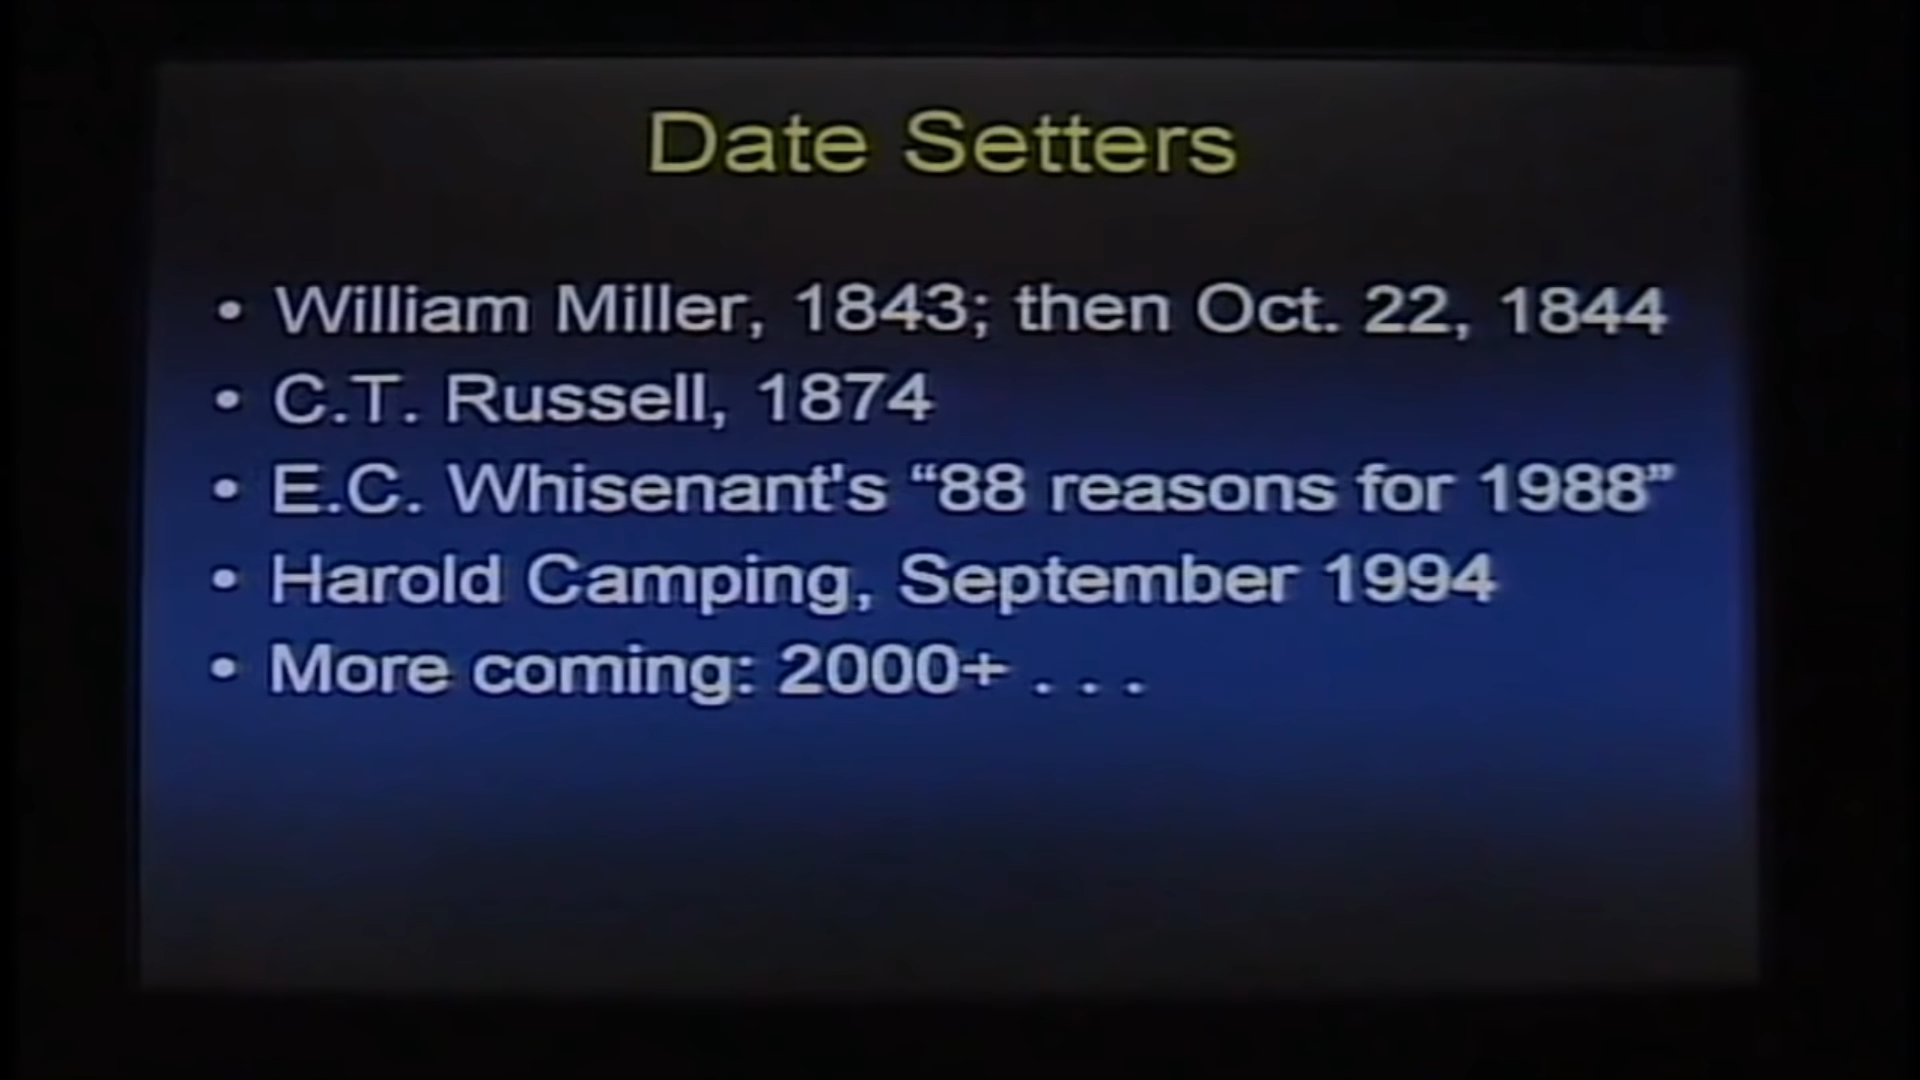 Date Setters
• William Miller, 1843; then Oct. 22, 1844
• C.T. Russell, 1874
• E.C. Whisenant's “88 reasons for 1988”
• Harold Camping, September 1994
• More coming: 2000+ . . .